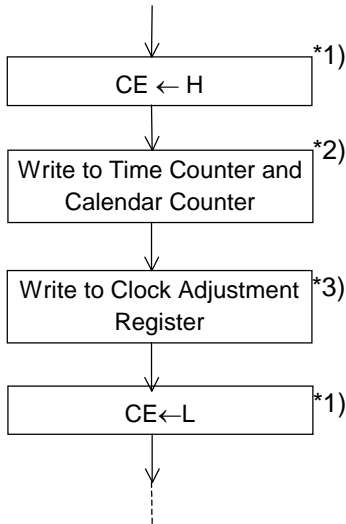 *1)
CE ← H
*2)
Write to Time Counter and
Calendar Counter
*3)
Write to Clock Adjustment
Register
*1)
CE←L